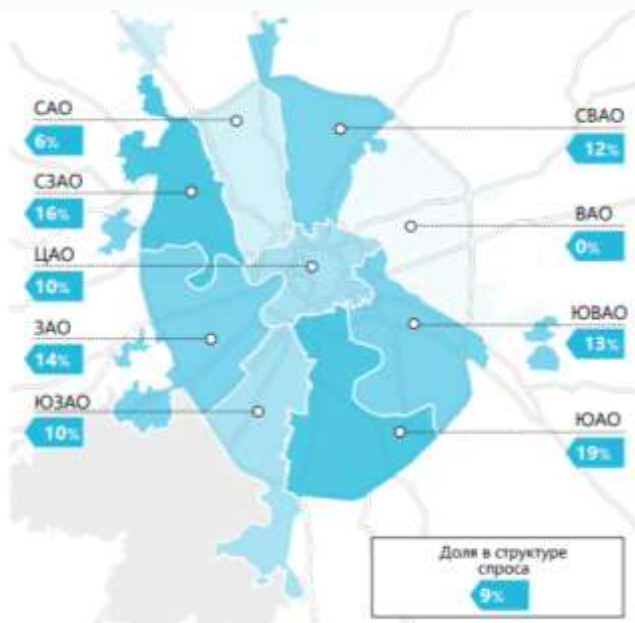 САО
6%
СЗАО
16%
ЦАО
10%
ЗАО
14%
ЮЗАО
10%
СВАО
12%
ВАО
0%
ЮВАО
13%
ЮАО
19%
Доля в структуре
спроса
9%